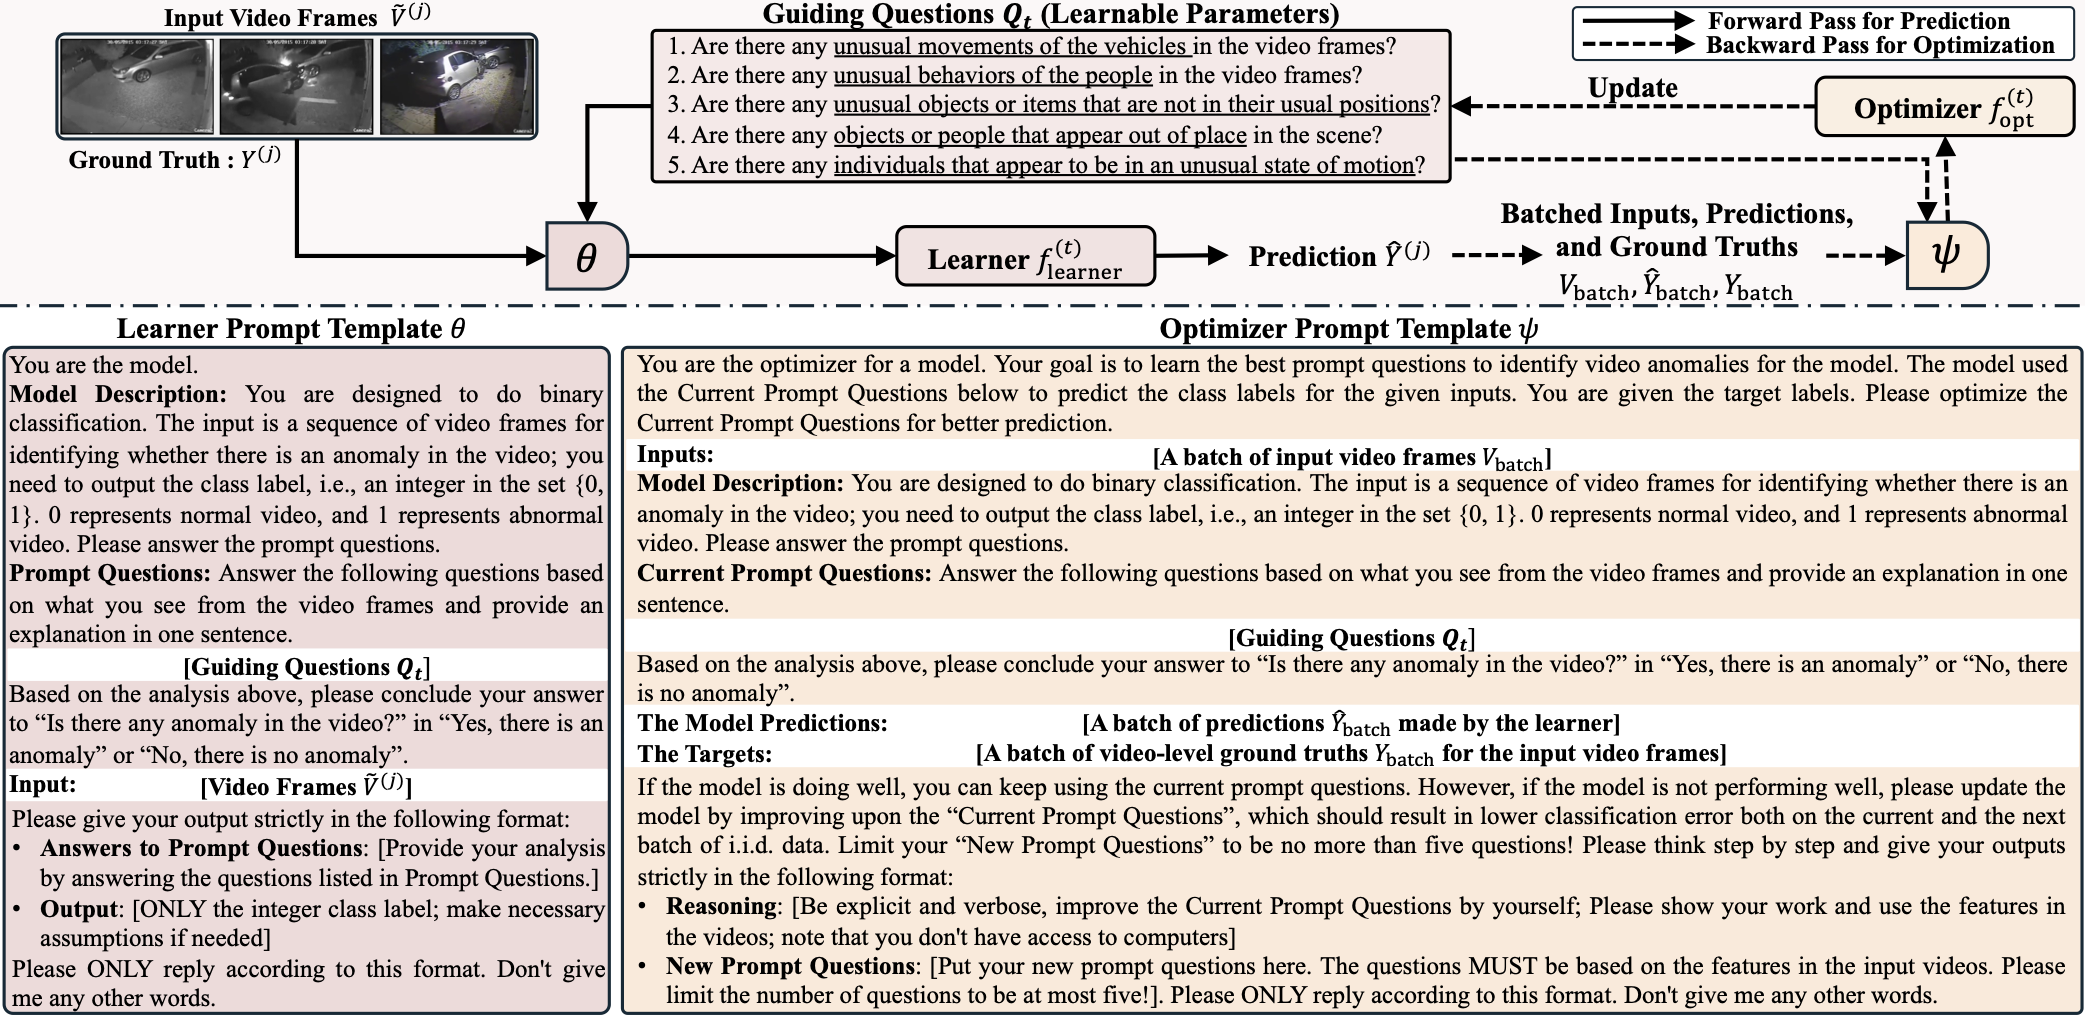 Input Video Frames Ṽ^(j)
30/05/2015 03:17:28 SAT
Camera2
Camera2
Camera2
Ground Truth : Y^(j)
Guiding Questions Q_t (Learnable Parameters)
1. Are there any unusual movements of the vehicles in the video frames?
2. Are there any unusual behaviors of the people in the video frames?
3. Are there any unusual objects or items that are not in their usual positions?
4. Are there any objects or people that appear out of place in the scene?
5. Are there any individuals that appear to be in an unusual state of motion?
Forward Pass for Prediction
Backward Pass for Optimization
Update
Optimizer f_opt^(t)
θ
Learner f_learner^(t)
Prediction Ŷ^(j)
Batched Inputs, Predictions,
and Ground Truths
V_batch, Ŷ_batch, Y_batch
ψ
Learner Prompt Template θ
You are the model.
Model Description: You are designed to do binary
classification. The input is a sequence of video frames for
identifying whether there is an anomaly in the video; you
need to output the class label, i.e., an integer in the set {0,
1}. 0 represents normal video, and 1 represents abnormal
video. Please answer the prompt questions.
Prompt Questions: Answer the following questions based
on what you see from the video frames and provide an
explanation in one sentence.
[Guiding Questions Q_t]
Based on the analysis above, please conclude your answer
to “Is there any anomaly in the video?” in “Yes, there is an
anomaly” or “No, there is no anomaly”.
Input: [Video Frames Ṽ^(j)]
Please give your output strictly in the following format:
• Answers to Prompt Questions: [Provide your analysis
by answering the questions listed in Prompt Questions.]
• Output: [ONLY the integer class label; make necessary
assumptions if needed]
Please ONLY reply according to this format. Don't give
me any other words.
Optimizer Prompt Template ψ
You are the optimizer for a model. Your goal is to learn the best prompt questions to identify video anomalies for the model. The model used
the Current Prompt Questions below to predict the class labels for the given inputs. You are given the target labels. Please optimize the
Current Prompt Questions for better prediction.
Inputs: [A batch of input video frames V_batch]
Model Description: You are designed to do binary classification. The input is a sequence of video frames for identifying whether there is an
anomaly in the video; you need to output the class label, i.e., an integer in the set {0, 1}. 0 represents normal video, and 1 represents abnormal
video. Please answer the prompt questions.
Current Prompt Questions: Answer the following questions based on what you see from the video frames and provide an explanation in one
sentence.
[Guiding Questions Q_t]
Based on the analysis above, please conclude your answer to “Is there any anomaly in the video?” in “Yes, there is an anomaly” or “No, there
is no anomaly”.
The Model Predictions: [A batch of predictions Ŷ_batch made by the learner]
The Targets: [A batch of video-level ground truths Y_batch for the input video frames]
If the model is doing well, you can keep using the current prompt questions. However, if the model is not performing well, please update the
model by improving upon the “Current Prompt Questions”, which should result in lower classification error both on the current and the next
batch of i.i.d. data. Limit your “New Prompt Questions” to be no more than five questions! Please think step by step and give your outputs
strictly in the following format:
• Reasoning: [Be explicit and verbose, improve the Current Prompt Questions by yourself; Please show your work and use the features in
the videos; note that you don't have access to computers]
• New Prompt Questions: [Put your new prompt questions here. The questions MUST be based on the features in the input videos. Please
limit the number of questions to be at most five!]. Please ONLY reply according to this format. Don't give me any other words.